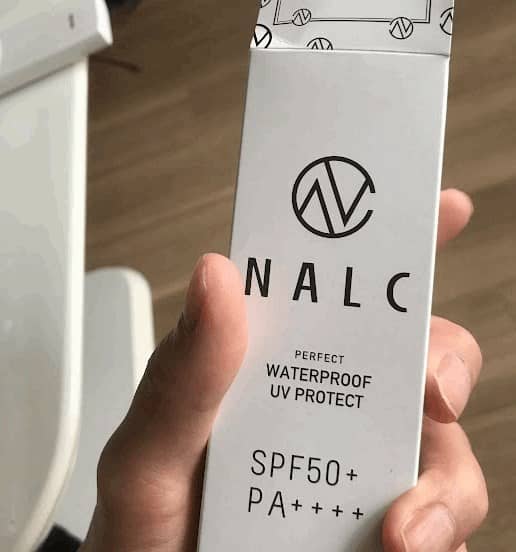 NALC
PERFECT
WATERPROOF
UV PROTECT
SPF50+
PA++++